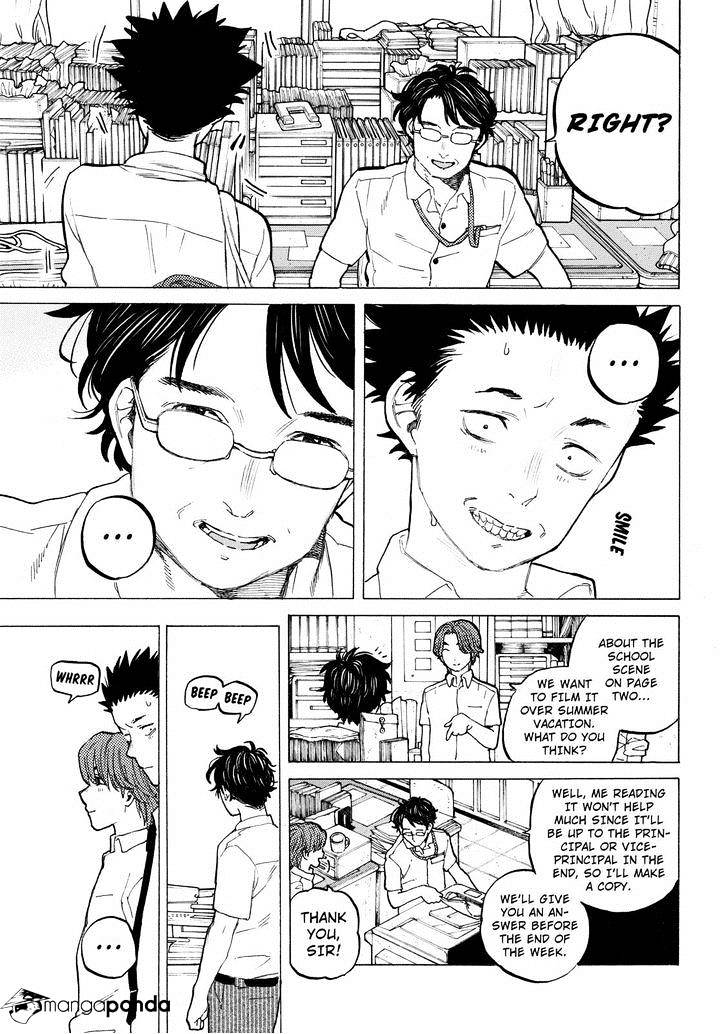 RIGHT?
...
SMILE
...
ABOUT THE
SCHOOL
SCENE
ON PAGE
TWO...
WE WANT
TO FILM IT
OVER SUMMER
VACATION.
WHAT DO YOU
THINK?
WELL, ME READING
IT WON'T HELP
MUCH SINCE IT'LL
BE UP TO THE PRIN-
CIPAL OR VICE-
PRINCIPAL IN THE
END, SO I'LL MAKE
A COPY.
WE'LL GIVE
YOU AN AN-
SWER BEFORE
THE END OF
THE WEEK.
THANK
YOU,
SIR!
BEEP BEEP
WHRRR
...
mangapanda